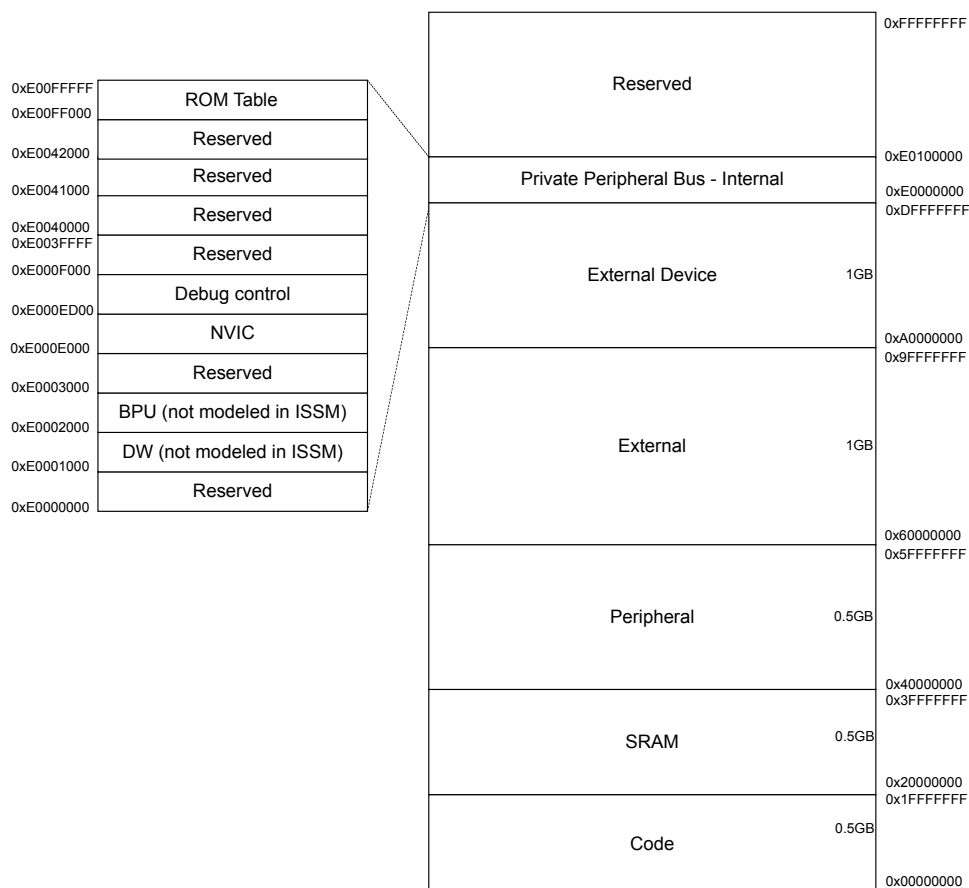 0xFFFFFFFF
Reserved
0xE00FFFFF
ROM Table
0xE00FF000
Reserved
0xE0042000
0xE0100000
Reserved
Private Peripheral Bus - Internal
0xE0041000
0xE0000000
Reserved
0xDFFFFFFF
0xE0040000
0xE003FFFF
Reserved
0xE000F000
External Device
1GB
Debug control
0xE000ED00
NVIC
0xA0000000
0xE000E000
0x9FFFFFFF
Reserved
0xE0003000
BPU (not modeled in ISSM)
0xE0002000
External
1GB
DW (not modeled in ISSM)
0xE0001000
Reserved
0xE0000000
0x60000000
0x5FFFFFFF
Peripheral
0.5GB
0x40000000
0x3FFFFFFF
SRAM
0.5GB
0x20000000
0x1FFFFFFF
0.5GB
Code
0x00000000